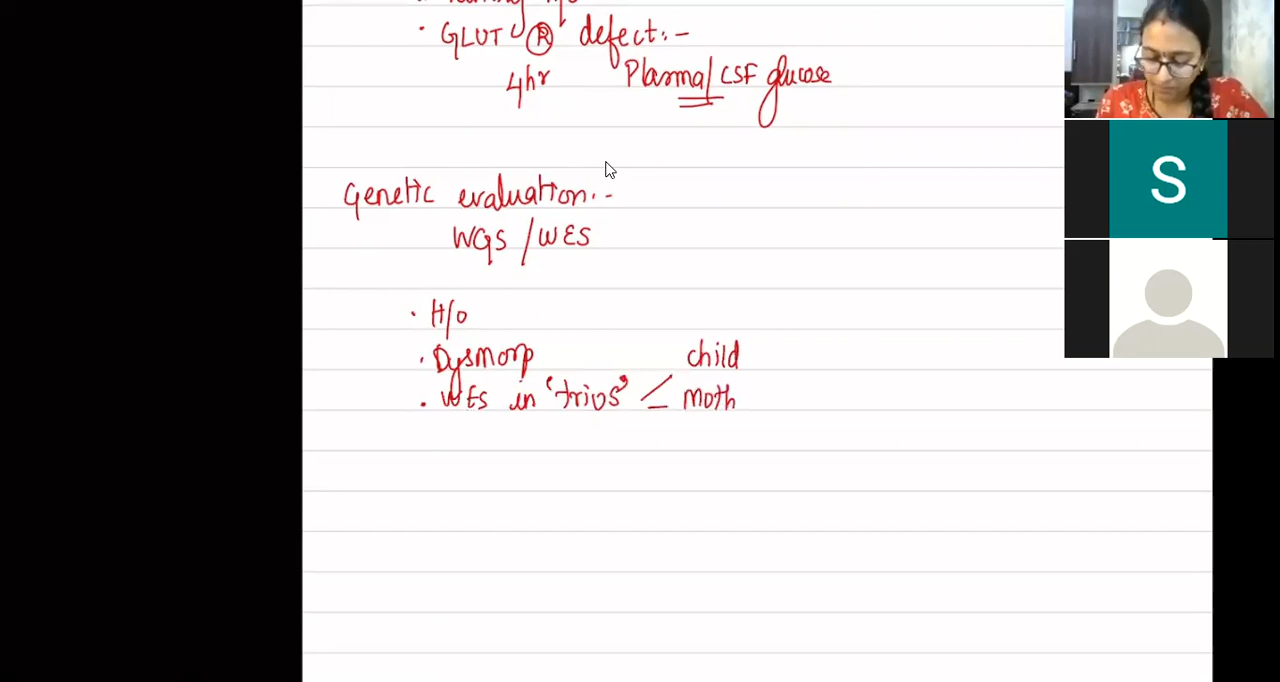 · GLUT Ⓡ defect:-
4hr Plasma/CSF glucose
Genetic evaluation:-
WGS /WES
· H/o
· Dysmorp child
· WES in 'trios' < moth
S